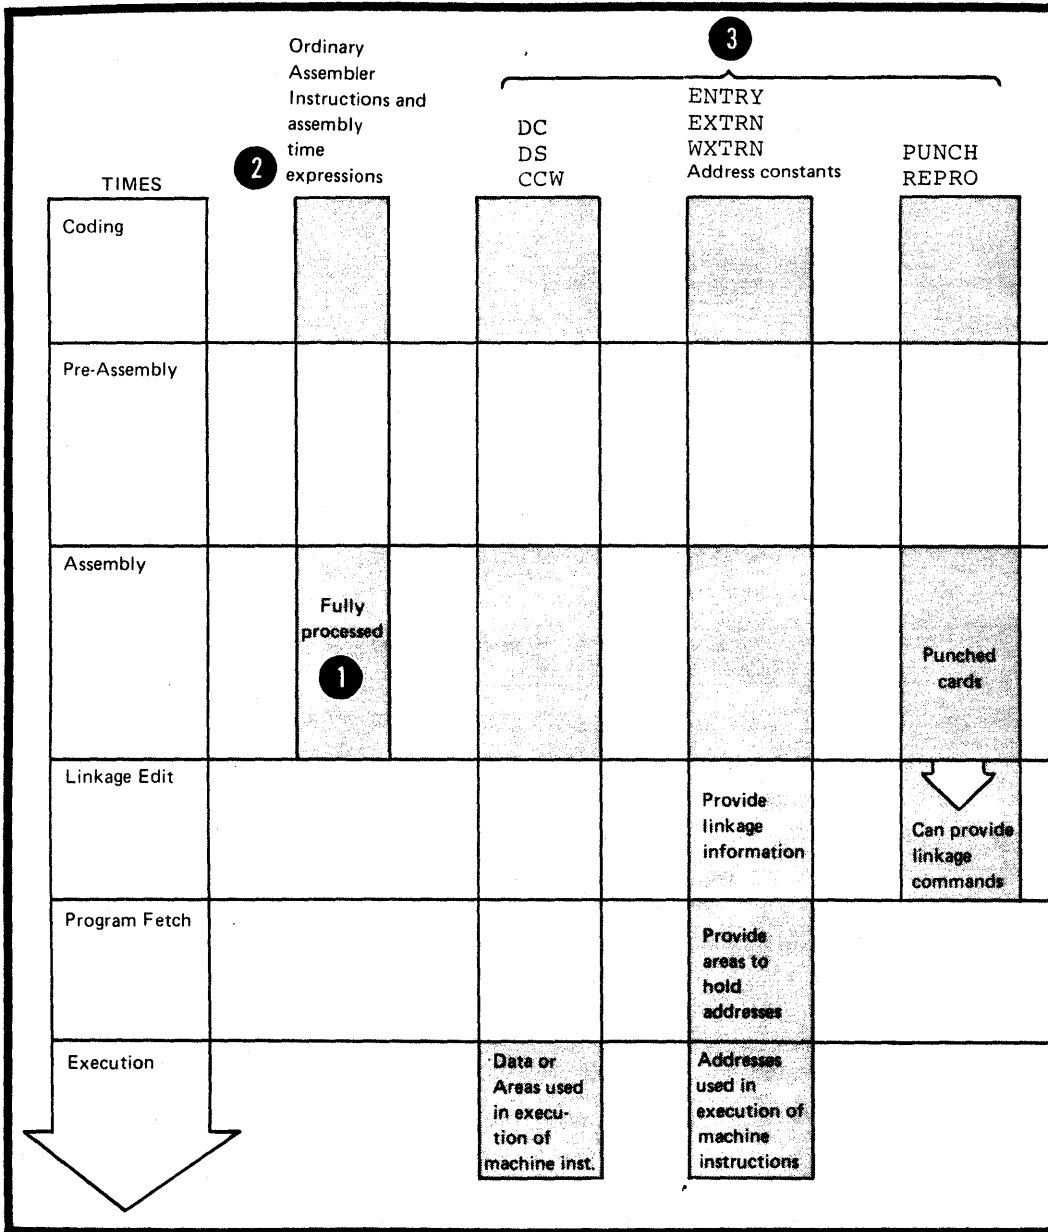 3
Ordinary
Assembler
Instructions and
assembly
time
expressions
2
DC
DS
CCW
ENTRY
EXTRN
WXTRN
Address constants
PUNCH
REPRO
TIMES
Coding
Pre-Assembly
Assembly
Fully
processed
1
Punched
cards
Linkage Edit
Provide
linkage
information
Can provide
linkage
commands
Program Fetch
Provide
areas to
hold
addresses
Execution
Data or
Areas used
in execu-
tion of
machine inst.
Addresses
used in
execution of
machine
instructions